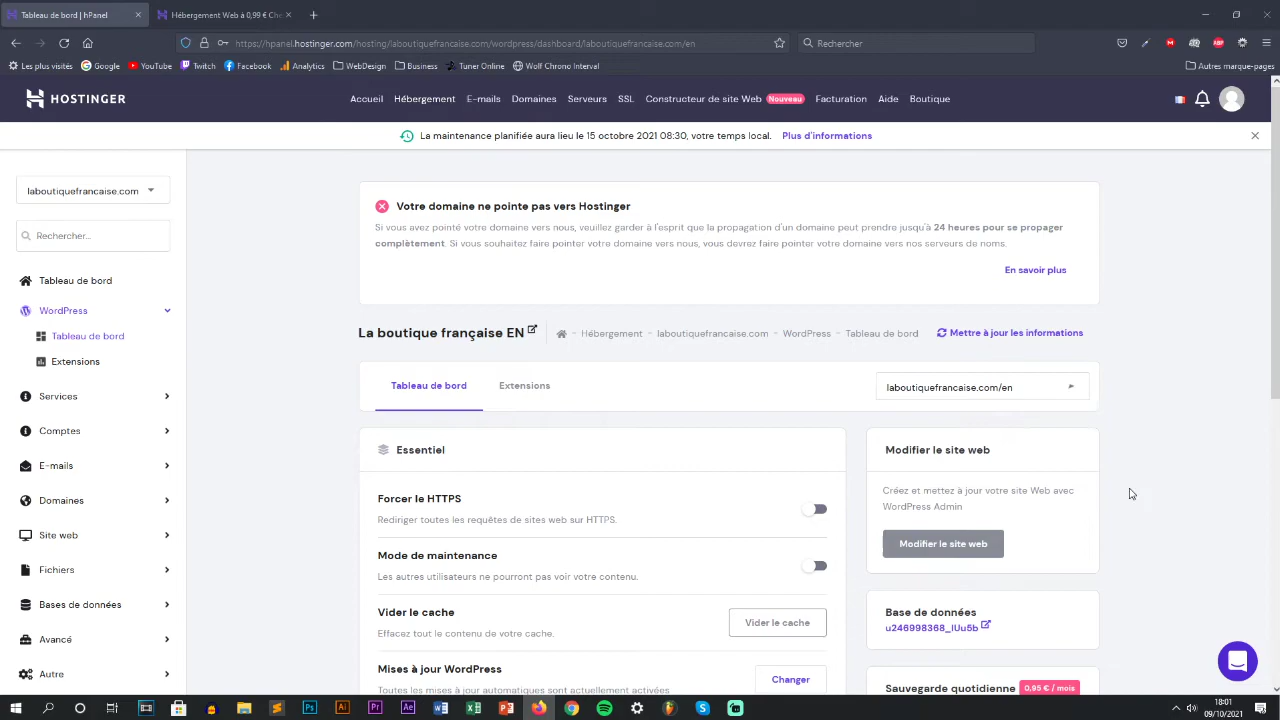 Tableau de bord | hPanel
Hébergement Web à 0,99 € Che
https://hpanel.hostinger.com/hosting/laboutiquefrancaise.com/wordpress/dashboard/laboutiquefrancaise.com/en
Rechercher
Les plus visités
Google
YouTube
Twitch
Facebook
Analytics
WebDesign
Business
Tuner Online
Wolf Chrono Interval
Autres marque-pages
HOSTINGER
Accueil
Hébergement
E-mails
Domaines
Serveurs
SSL
Constructeur de site Web
Nouveau
Facturation
Aide
Boutique
La maintenance planifiée aura lieu le 15 octobre 2021 08:30, votre temps local. Plus d'informations
laboutiquefrancaise.com
Rechercher...
Tableau de bord
WordPress
Tableau de bord
Extensions
Services
Comptes
E-mails
Domaines
Site web
Fichiers
Bases de données
Avancé
Autre
Votre domaine ne pointe pas vers Hostinger
Si vous avez pointé votre domaine vers nous, veuillez garder à l'esprit que la propagation d'un domaine peut prendre jusqu'à 24 heures pour se propager
complètement. Si vous souhaitez faire pointer votre domaine vers nous, vous devrez faire pointer votre domaine vers nos serveurs de noms.
En savoir plus
La boutique française EN
- Hébergement - laboutiquefrancaise.com - WordPress - Tableau de bord
Mettre à jour les informations
Tableau de bord
Extensions
laboutiquefrancaise.com/en
Essentiel
Forcer le HTTPS
Rediriger toutes les requêtes de sites web sur HTTPS.
Mode de maintenance
Les autres utilisateurs ne pourront pas voir votre contenu.
Vider le cache
Effacez tout le contenu de votre cache.
Vider le cache
Mises à jour WordPress
Toutes les mises à jour automatiques sont actuellement activées
Changer
Modifier le site web
Créez et mettez à jour votre site Web avec
WordPress Admin
Modifier le site web
Base de données
u246998368_IUu5b
Sauvegarde quotidienne 0,95 € / mois
18:01
09/10/2021